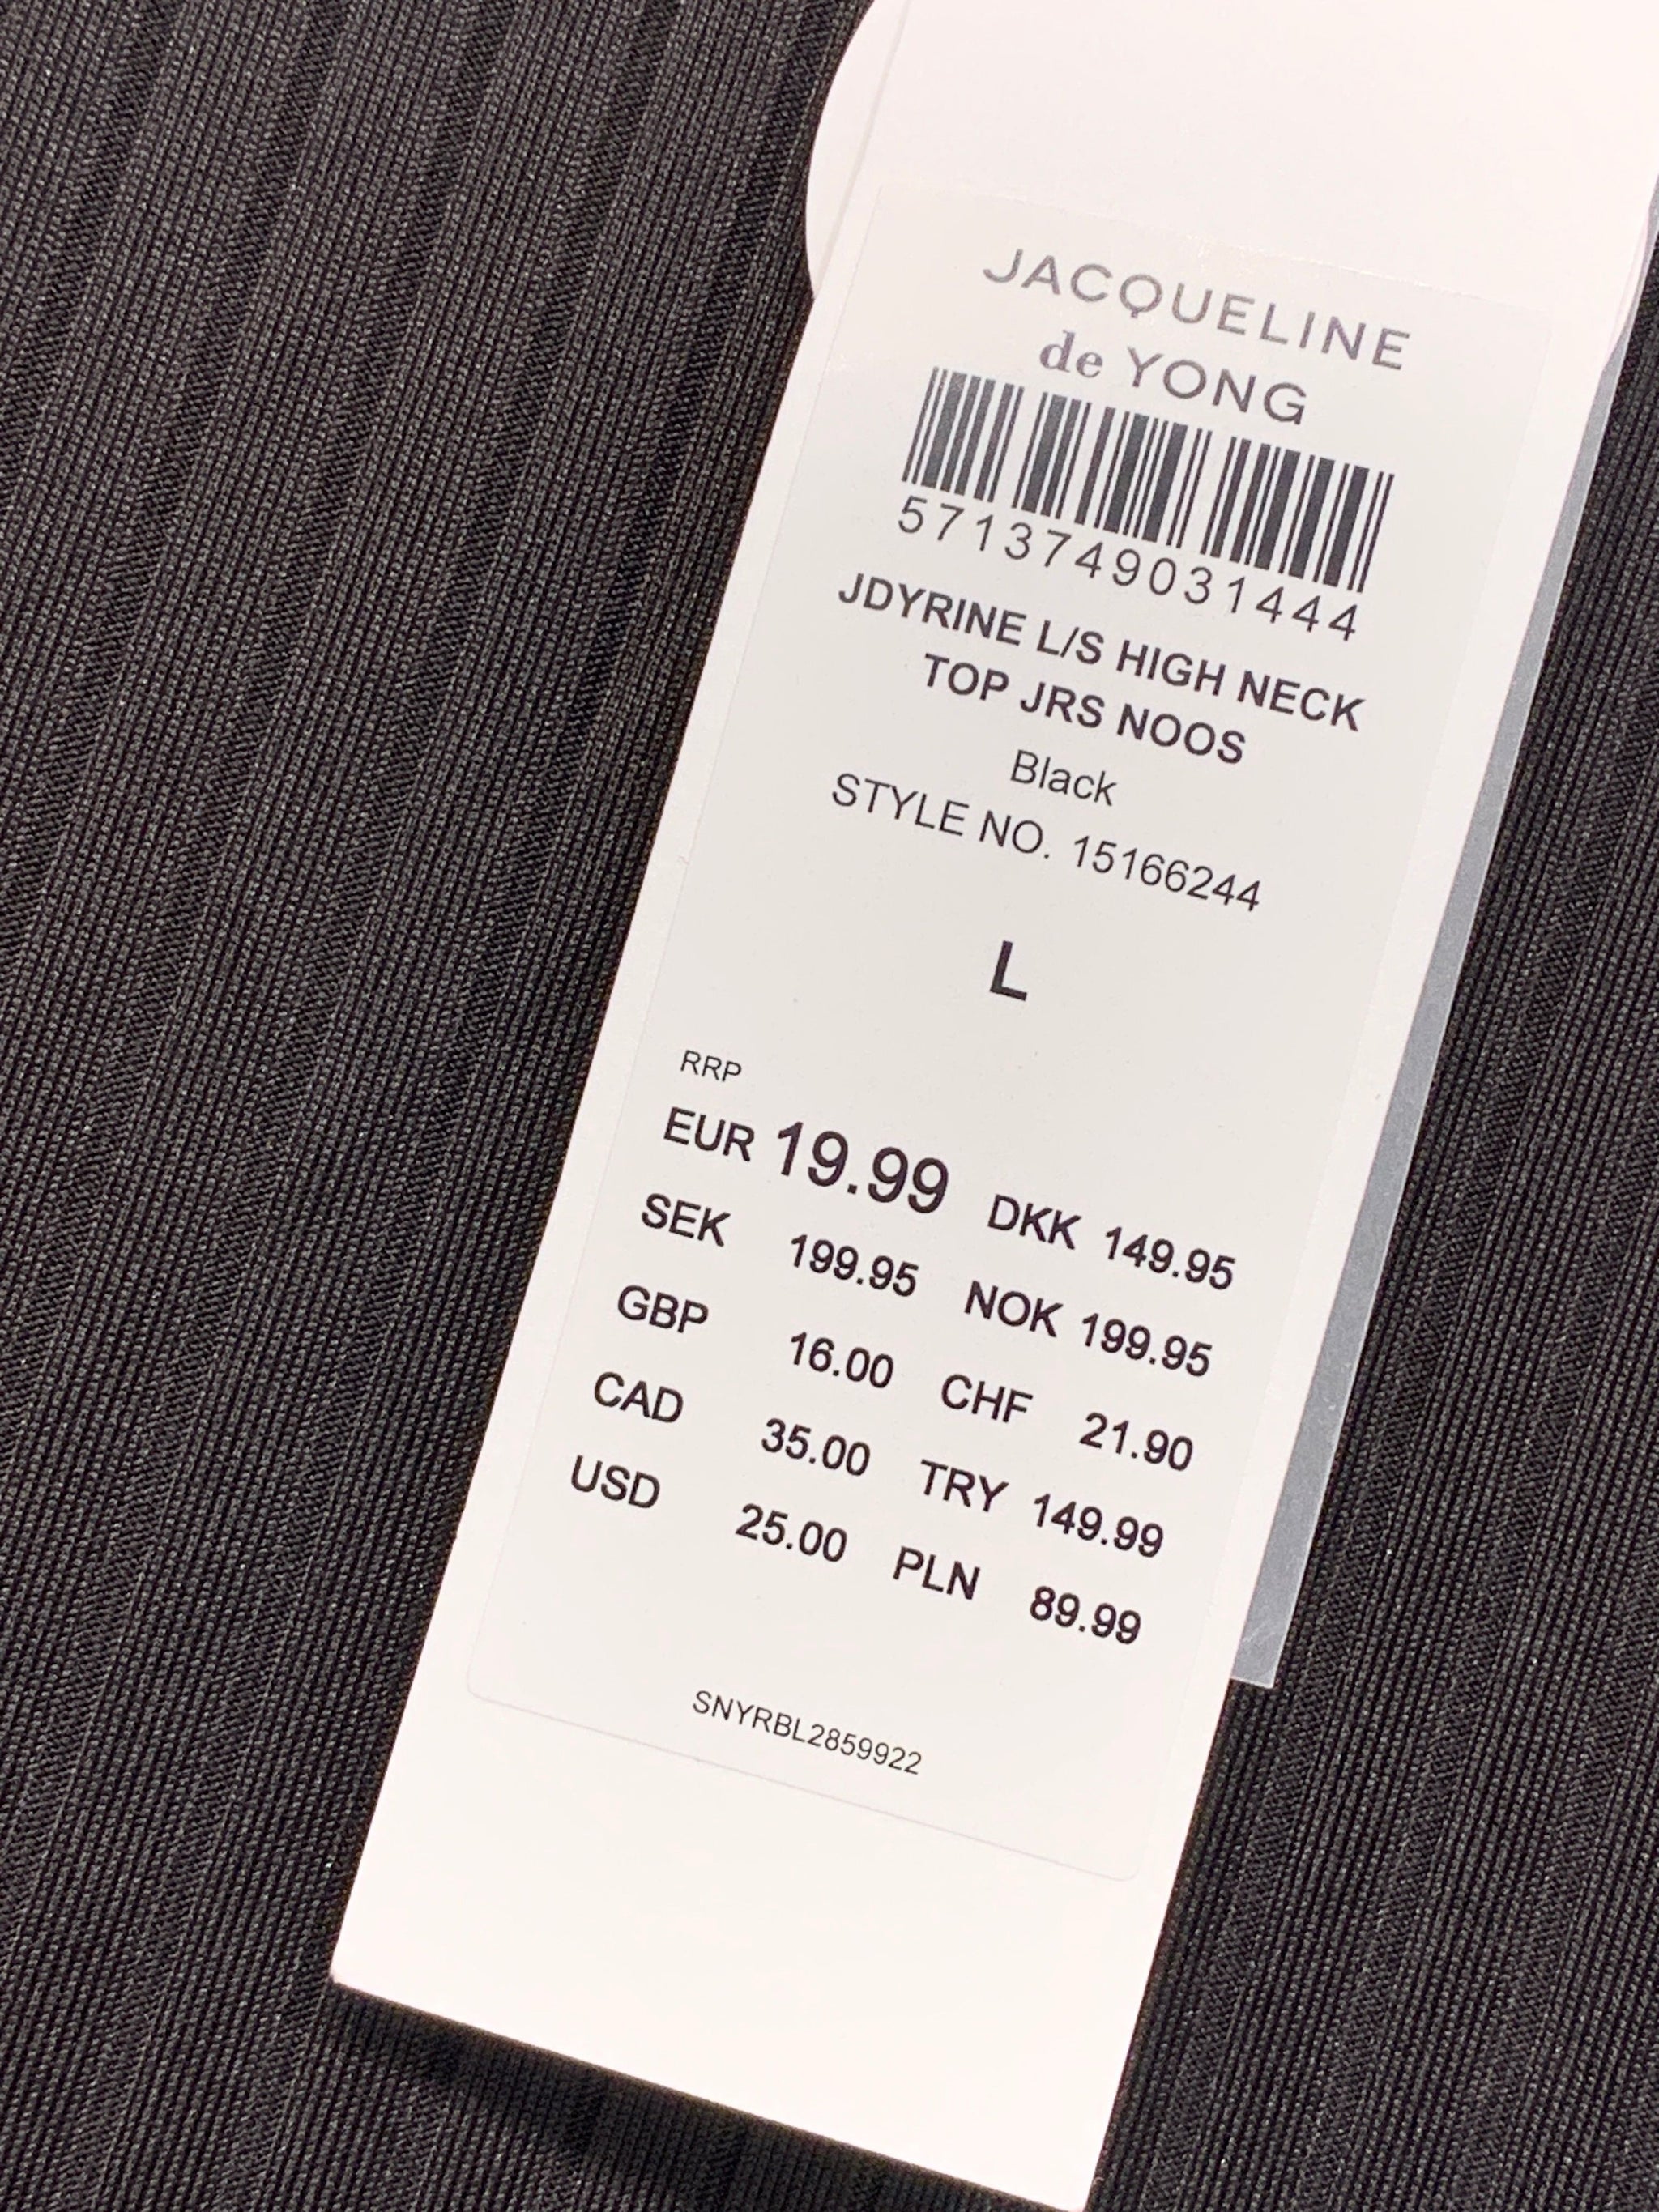 JACQUELINE
de YONG
5713749031444
JDYRINE L/S HIGH NECK
TOP JRS NOOS
Black
STYLE NO. 15166244
L
RRP
EUR 19.99 DKK 149.95
SEK 199.95 NOK 199.95
GBP 16.00 CHF 21.90
CAD 35.00 TRY 149.99
USD 25.00 PLN 89.99
SNYRBL2859922